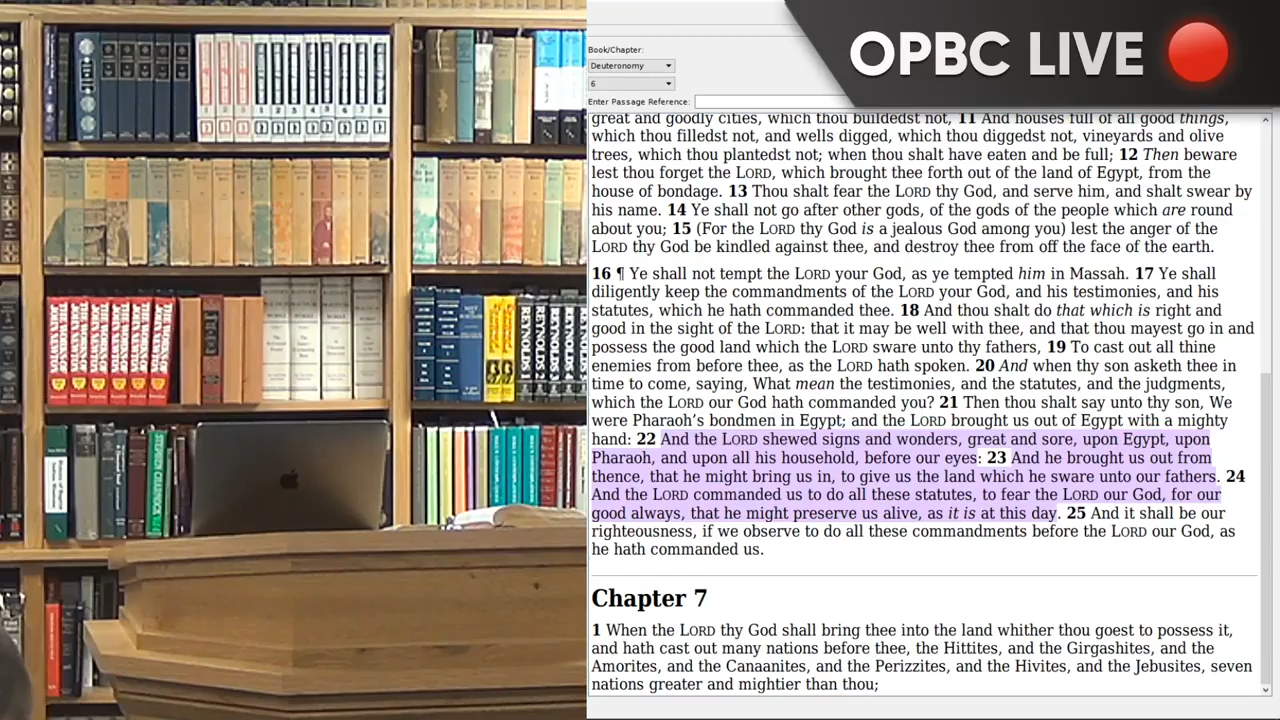 OPBC LIVE
Book/Chapter:
Deuteronomy
6
Enter Passage Reference:
great and goodly cities, which thou buildedst not, 11 And houses full of all good things,
which thou filledst not, and wells digged, which thou diggedst not, vineyards and olive
trees, which thou plantedst not; when thou shalt have eaten and be full; 12 Then beware
lest thou forget the LORD, which brought thee forth out of the land of Egypt, from the
house of bondage. 13 Thou shalt fear the LORD thy God, and serve him, and shalt swear by
his name. 14 Ye shall not go after other gods, of the gods of the people which are round
about you; 15 (For the LORD thy God is a jealous God among you) lest the anger of the
LORD thy God be kindled against thee, and destroy thee from off the face of the earth.
16 ¶ Ye shall not tempt the LORD your God, as ye tempted him in Massah. 17 Ye shall
diligently keep the commandments of the LORD your God, and his testimonies, and his
statutes, which he hath commanded thee. 18 And thou shalt do that which is right and
good in the sight of the LORD: that it may be well with thee, and that thou mayest go in and
possess the good land which the LORD sware unto thy fathers, 19 To cast out all thine
enemies from before thee, as the LORD hath spoken. 20 And when thy son asketh thee in
time to come, saying, What mean the testimonies, and the statutes, and the judgments,
which the LORD our God hath commanded you? 21 Then thou shalt say unto thy son, We
were Pharaoh's bondmen in Egypt; and the LORD brought us out of Egypt with a mighty
hand: 22 And the LORD shewed signs and wonders, great and sore, upon Egypt, upon
Pharaoh, and upon all his household, before our eyes: 23 And he brought us out from
thence, that he might bring us in, to give us the land which he sware unto our fathers. 24
And the LORD commanded us to do all these statutes, to fear the LORD our God, for our
good always, that he might preserve us alive, as it is at this day. 25 And it shall be our
righteousness, if we observe to do all these commandments before the LORD our God, as
he hath commanded us.
Chapter 7
1 When the LORD thy God shall bring thee into the land whither thou goest to possess it,
and hath cast out many nations before thee, the Hittites, and the Girgashites, and the
Amorites, and the Canaanites, and the Perizzites, and the Hivites, and the Jebusites, seven
nations greater and mightier than thou;
REYNOLDS
REYNOLDS
STEPHEN CHARNOCK